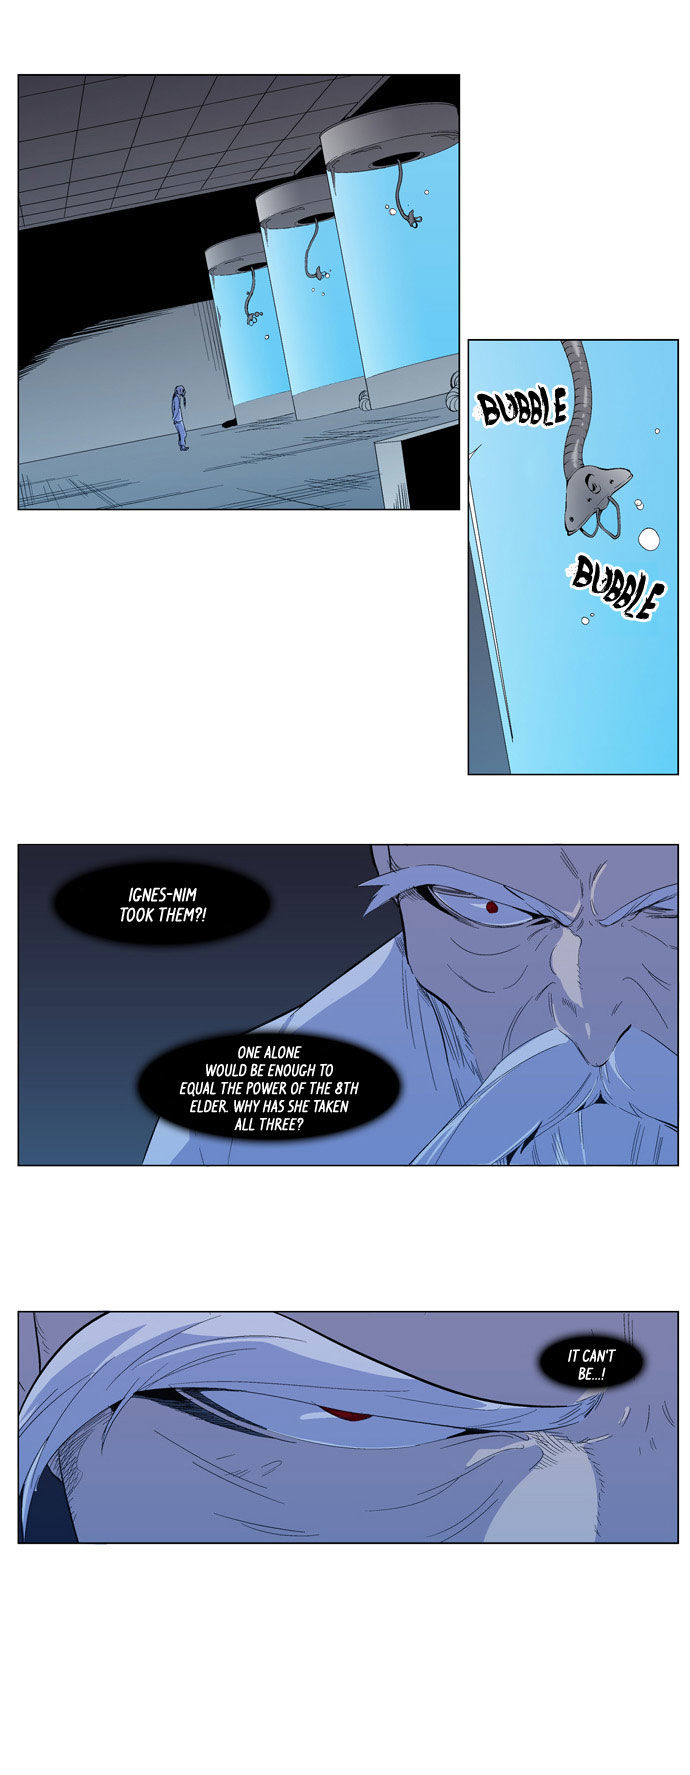 BUBBLE
BUBBLE
IGNES-NIM
TOOK THEM?!
ONE ALONE
WOULD BE ENOUGH TO
EQUAL THE POWER OF THE 8TH
ELDER. WHY HAS SHE TAKEN
ALL THREE?
IT CAN'T
BE...!